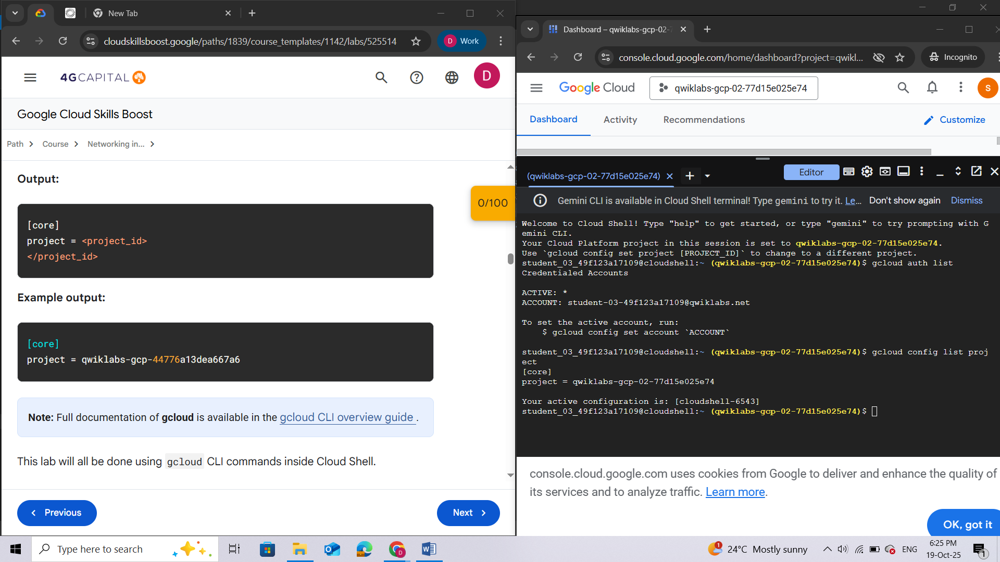 New Tab
cloudskillsboost.google/paths/1839/course_templates/1142/labs/525514
D
Work
4GCAPITAL
D
Google Cloud Skills Boost
Path
Course
Networking in...
Output:
[core]
project = <project_id>
</project_id>
0/100
Example output:
[core]
project = qwiklabs-gcp-44776a13dea667a6
Note: Full documentation of gcloud is available in the gcloud CLI overview guide .
This lab will all be done using gcloud CLI commands inside Cloud Shell.
Previous
Next
Dashboard – qwiklabs-gcp-02-
console.cloud.google.com/home/dashboard?project=qwikl...
Incognito
Google Cloud
qwiklabs-gcp-02-77d15e025e74
S
Dashboard
Activity
Recommendations
Customize
(qwiklabs-gcp-02-77d15e025e74)
Editor
Gemini CLI is available in Cloud Shell terminal! Type gemini to try it. Le...
Don't show again
Dismiss
Welcome to Cloud Shell! Type "help" to get started, or type "gemini" to try prompting with G
emini CLI.
Your Cloud Platform project in this session is set to qwiklabs-gcp-02-77d15e025e74.
Use `gcloud config set project [PROJECT_ID]` to change to a different project.
student_03_49f123a17109@cloudshell:~ (qwiklabs-gcp-02-77d15e025e74)$ gcloud auth list
Credentialed Accounts
ACTIVE: *
ACCOUNT: student-03-49f123a17109@qwiklabs.net
To set the active account, run:
$ gcloud config set account `ACCOUNT`
student_03_49f123a17109@cloudshell:~ (qwiklabs-gcp-02-77d15e025e74)$ gcloud config list proj
ect
[core]
project = qwiklabs-gcp-02-77d15e025e74
Your active configuration is: [cloudshell-6543]
student_03_49f123a17109@cloudshell:~ (qwiklabs-gcp-02-77d15e025e74)$
console.cloud.google.com uses cookies from Google to deliver and enhance the quality of
its services and to analyze traffic. Learn more.
OK, got it
Type here to search
1
24°C Mostly sunny
ENG
6:25 PM
19-Oct-25
1